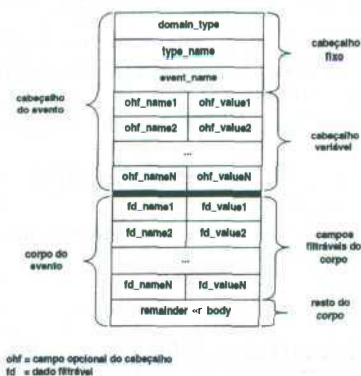 domain_type
type_name
event_name
cabeçalho fixo
cabeçalho do evento
ohf_name1 ohf_value1
ohf_name2 ohf_value2
...
ohf_nameN ohf_valueN
cabeçalho variável
fd_name1 fd_value1
fd_name2 fd_value2
...
fd_nameN fd_valueN
corpo do evento
campos filtráveis do corpo
remainder of body
resto do corpo
ohf = campo opcional do cabeçalho
fd = dado filtrável